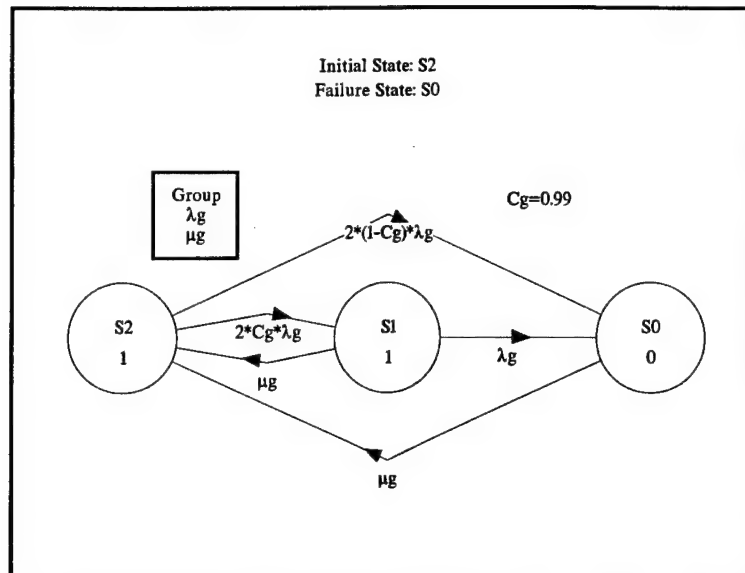 Initial State: S2
Failure State: S0
Group
λg
μg
Cg=0.99
2*(1-Cg)*λg
S2
1
2*Cg*λg
μg
S1
1
λg
S0
0
μg